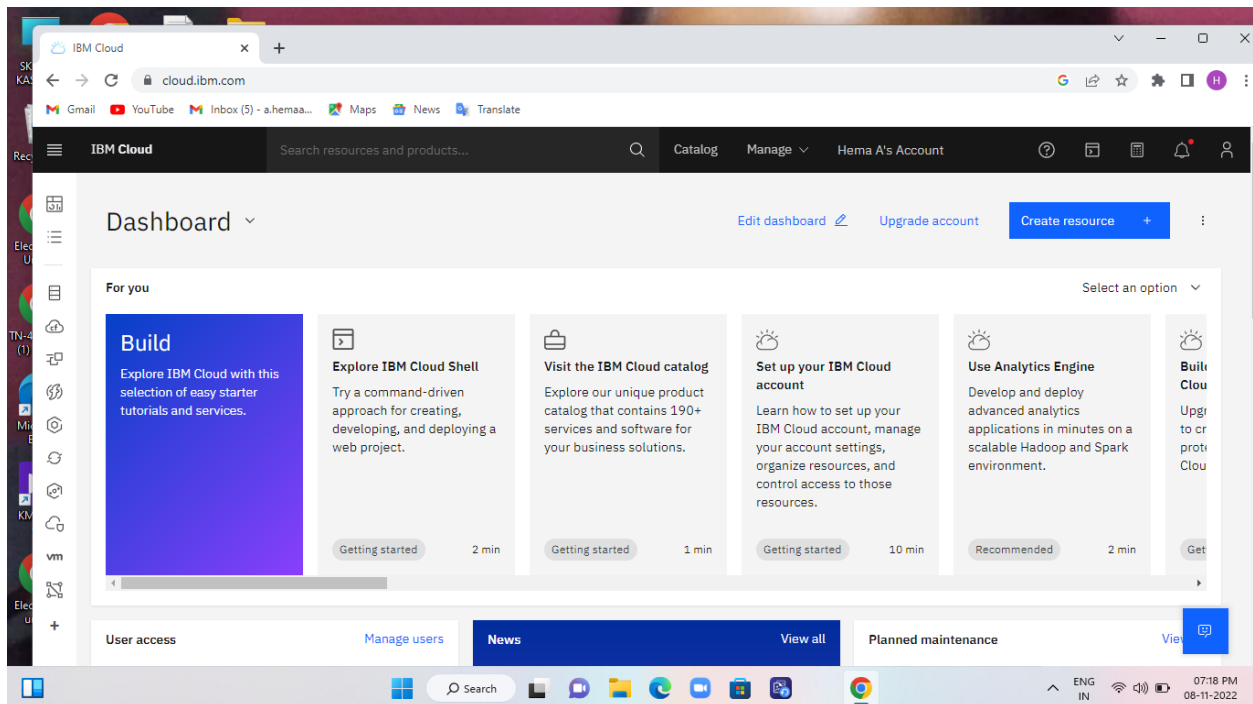 IBM Cloud
cloud.ibm.com
G
H
Gmail YouTube Inbox (5) - a.hemaa... Maps News Translate
IBM Cloud Search resources and products... Catalog Manage Hema A's Account
Dashboard Edit dashboard Upgrade account Create resource +
For you Select an option
Build
Explore IBM Cloud with this
selection of easy starter
tutorials and services.
Explore IBM Cloud Shell
Try a command-driven
approach for creating,
developing, and deploying a
web project.
Getting started 2 min
Visit the IBM Cloud catalog
Explore our unique product
catalog that contains 190+
services and software for
your business solutions.
Getting started 1 min
Set up your IBM Cloud
account
Learn how to set up your
IBM Cloud account, manage
your account settings,
organize resources, and
control access to those
resources.
Getting started 10 min
Use Analytics Engine
Develop and deploy
advanced analytics
applications in minutes on a
scalable Hadoop and Spark
environment.
Recommended 2 min
vm
User access Manage users
News View all
Planned maintenance
Search
ENG
IN
07:18 PM
08-11-2022